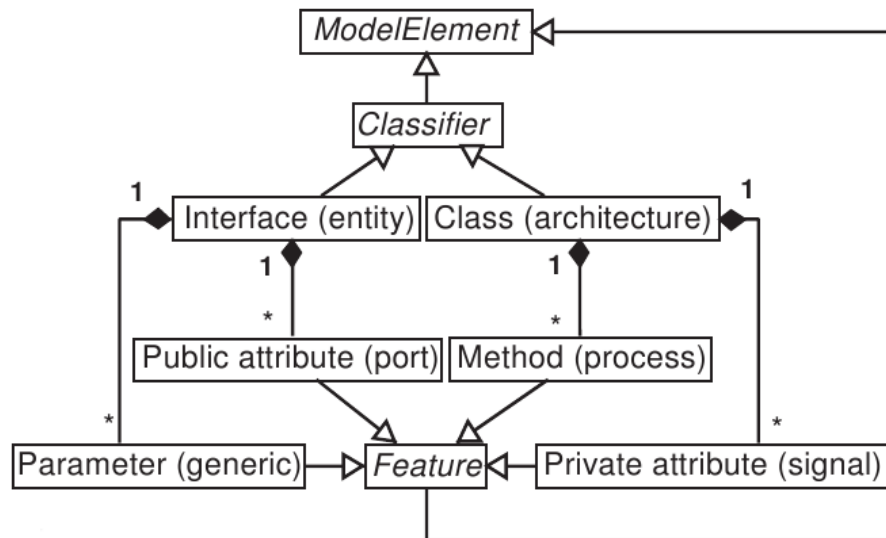 ModelElement
Classifier
1
1
Interface (entity)
Class (architecture)
1
1
*
*
Public attribute (port)
Method (process)
*
*
Parameter (generic)
Feature
Private attribute (signal)